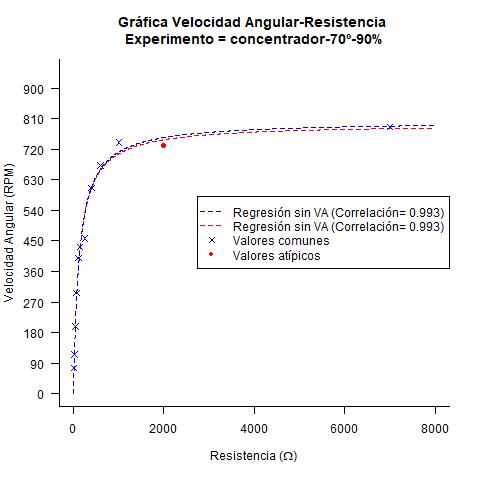 Gráfica Velocidad Angular-Resistencia
Experimento = concentrador-70º-90%
Velocidad Angular (RPM)
900
810
720
630
540
450
360
270
180
90
0
Regresión sin VA (Correlación= 0.993)
Regresión sin VA (Correlación= 0.993)
Valores comunes
Valores atípicos
0 2000 4000 6000 8000
Resistencia (Ω)